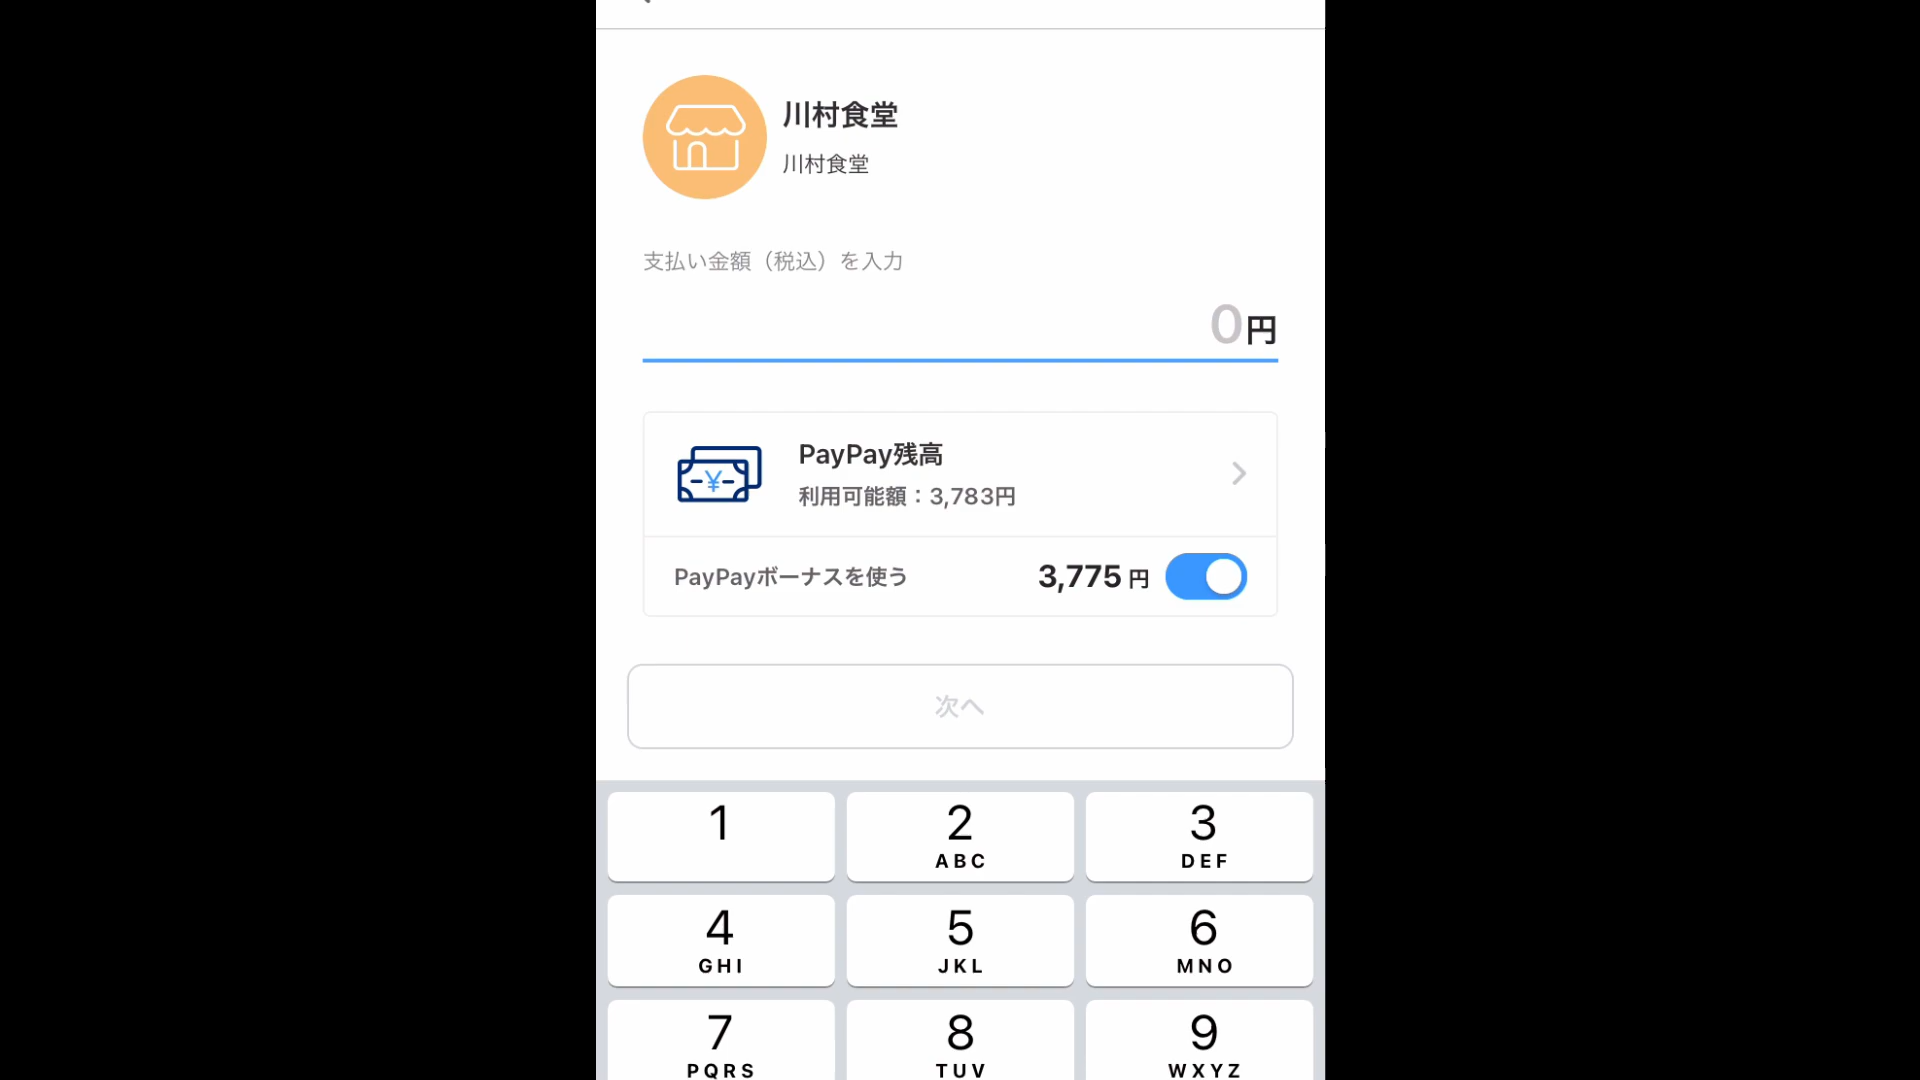 川村食堂
川村食堂
支払い金額（税込）を入力
0円
PayPay残高
利用可能額：3,783円
PayPayボーナスを使う 3,775 円
次へ
1 2 3
ABC DEF
4 5 6
GHI JKL MNO
7 8 9
PQRS TUV WXYZ